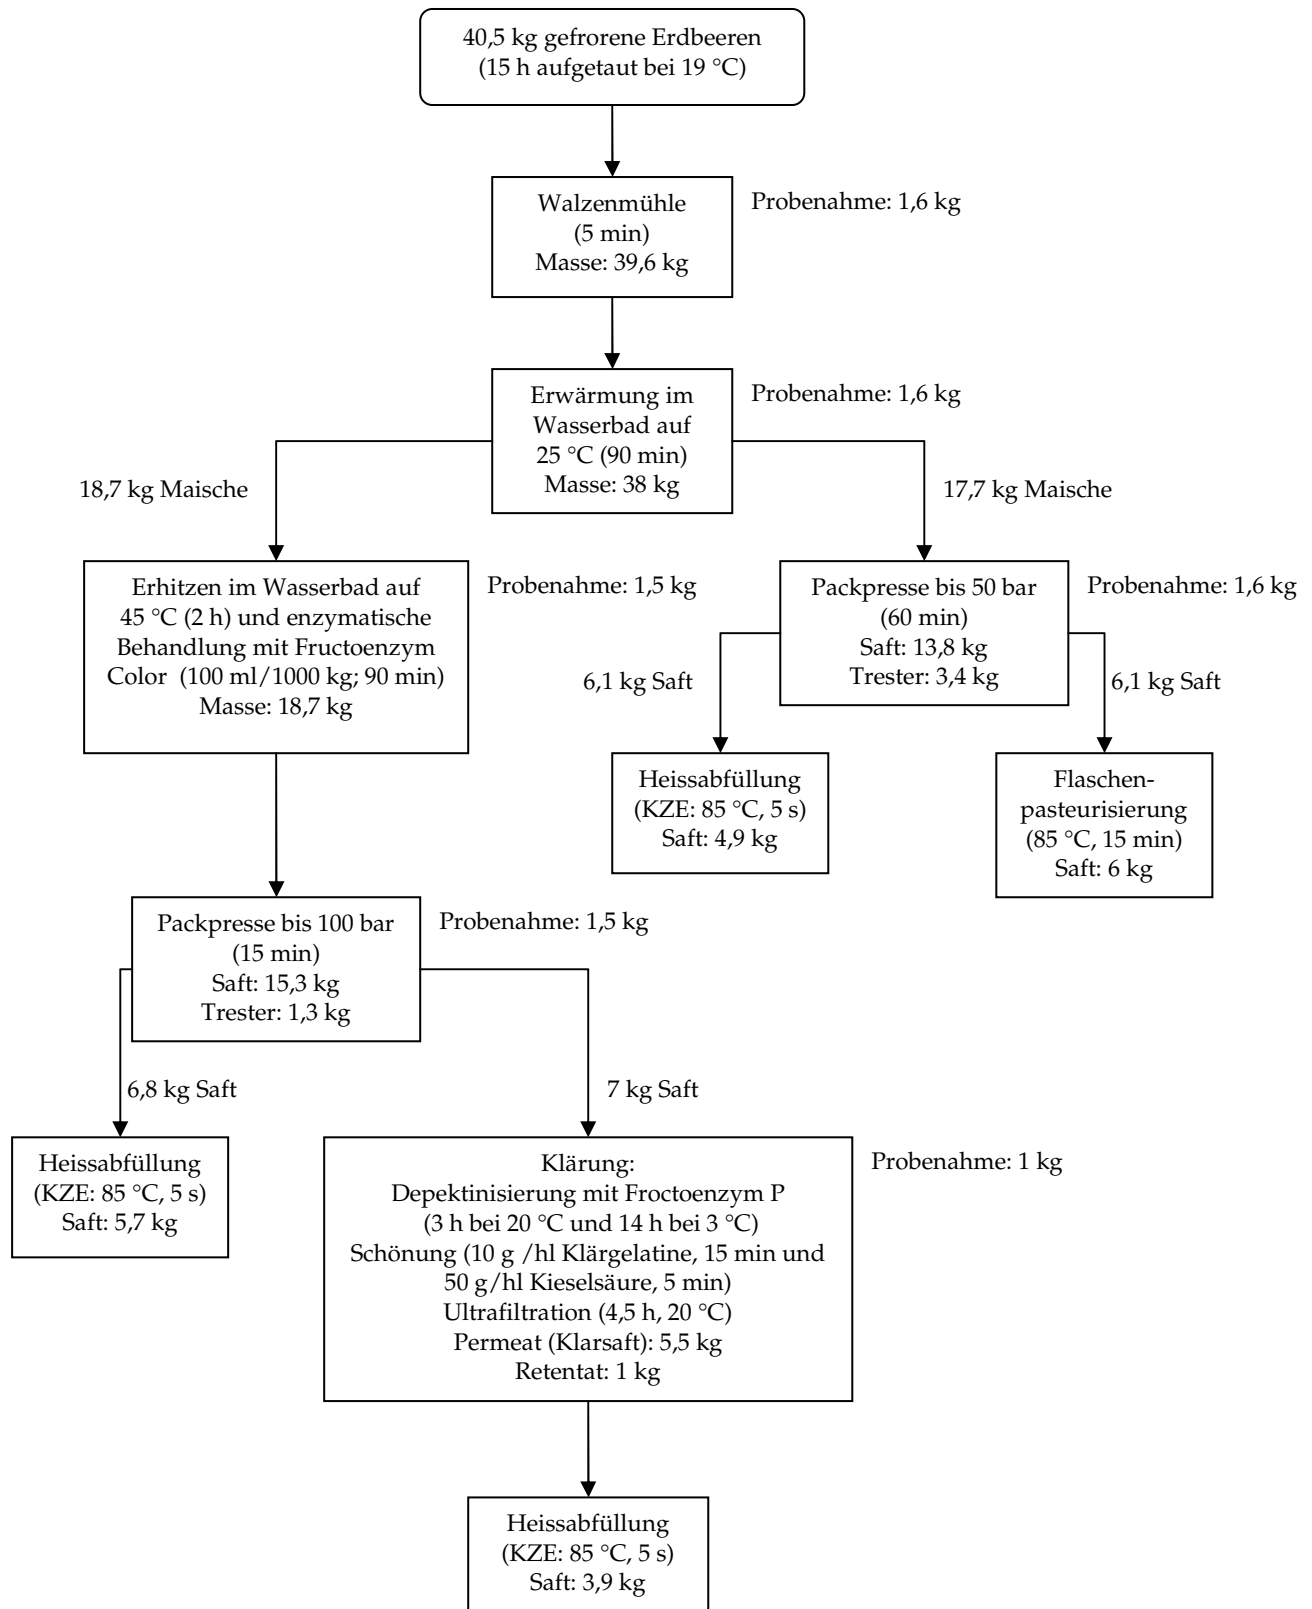 40,5 kg gefrorene Erdbeeren
(15 h aufgetaut bei 19 °C)
Walzenmühle
(5 min)
Masse: 39,6 kg
Probenahme: 1,6 kg
Erwärmung im
Wasserbad auf
25 °C (90 min)
Masse: 38 kg
Probenahme: 1,6 kg
18,7 kg Maische
17,7 kg Maische
Erhitzen im Wasserbad auf
45 °C (2 h) und enzymatische
Behandlung mit Fructoenzym
Color (100 ml/1000 kg; 90 min)
Masse: 18,7 kg
Probenahme: 1,5 kg
Packpresse bis 50 bar
(60 min)
Saft: 13,8 kg
Trester: 3,4 kg
Probenahme: 1,6 kg
6,1 kg Saft
6,1 kg Saft
Heissabfüllung
(KZE: 85 °C, 5 s)
Saft: 4,9 kg
Flaschen-
pasteurisierung
(85 °C, 15 min)
Saft: 6 kg
Packpresse bis 100 bar
(15 min)
Saft: 15,3 kg
Trester: 1,3 kg
Probenahme: 1,5 kg
6,8 kg Saft
7 kg Saft
Heissabfüllung
(KZE: 85 °C, 5 s)
Saft: 5,7 kg
Klärung:
Depektinisierung mit Froctoenzym P
(3 h bei 20 °C und 14 h bei 3 °C)
Schönung (10 g /hl Klärgelatine, 15 min und
50 g/hl Kieselsäure, 5 min)
Ultrafiltration (4,5 h, 20 °C)
Permeat (Klarsaft): 5,5 kg
Retentat: 1 kg
Probenahme: 1 kg
Heissabfüllung
(KZE: 85 °C, 5 s)
Saft: 3,9 kg